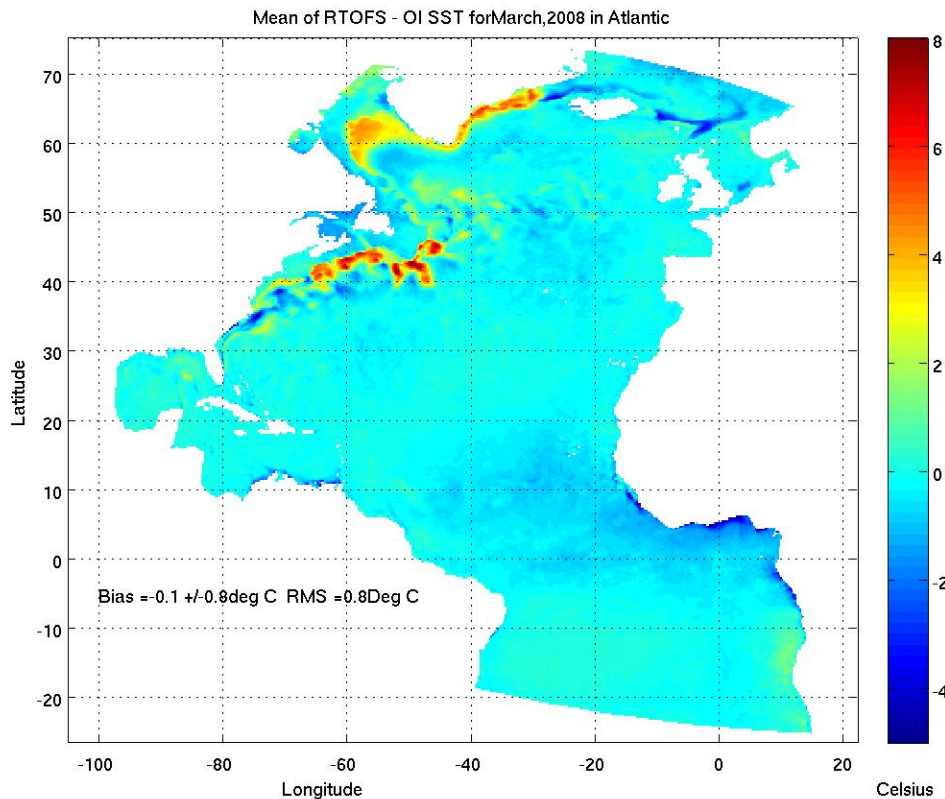 Mean of RTOFS - OI SST forMarch,2008 in Atlantic
8
6
4
2
0
-2
-4
70
60
50
40
30
20
10
0
-10
-20
Latitude
Bias =-0.1 +/-0.8deg C RMS =0.8Deg C
-100 -80 -60 -40 -20 0 20
Longitude
Celsius